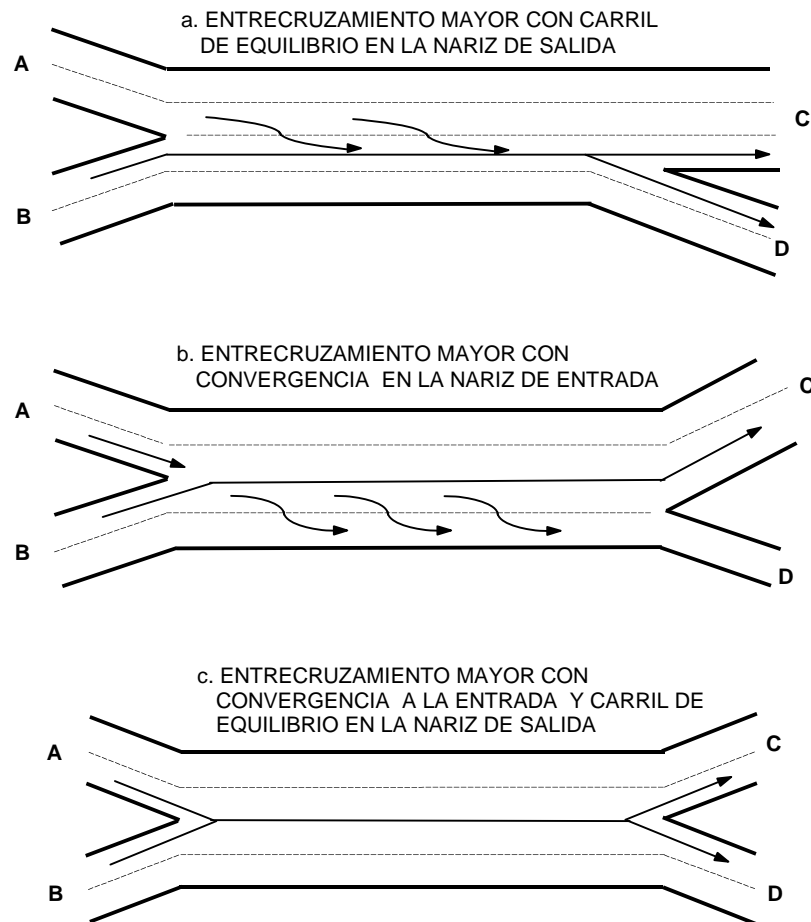 a. ENTRECRUZAMIENTO MAYOR CON CARRIL
DE EQUILIBRIO EN LA NARIZ DE SALIDA
A
C
B
D
b. ENTRECRUZAMIENTO MAYOR CON
CONVERGENCIA EN LA NARIZ DE ENTRADA
A
C
B
D
c. ENTRECRUZAMIENTO MAYOR CON
CONVERGENCIA A LA ENTRADA Y CARRIL DE
EQUILIBRIO EN LA NARIZ DE SALIDA
A
C
B
D